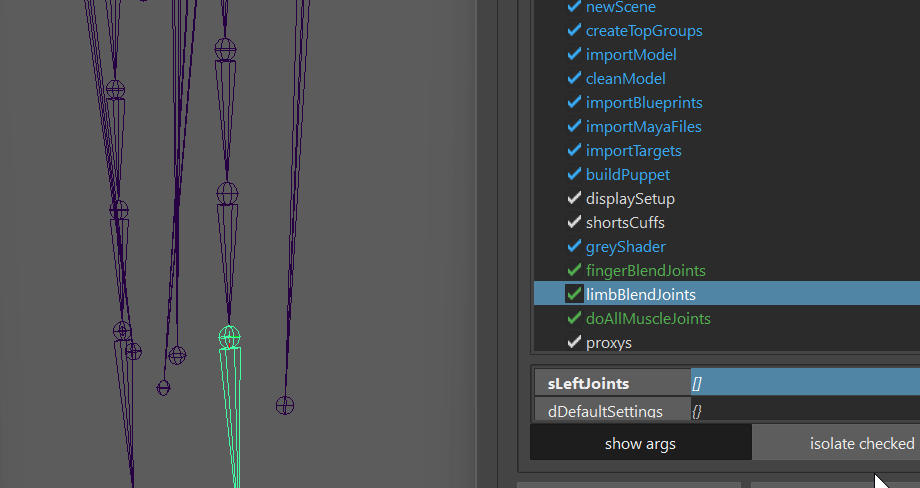 newScene
createTopGroups
importModel
cleanModel
importBlueprints
importMayaFiles
importTargets
buildPuppet
displaySetup
shortsCuffs
greyShader
fingerBlendJoints
limbBlendJoints
doAllMuscleJoints
proxys
sLeftJoints []
dDefaultSettings {}
show args isolate checked